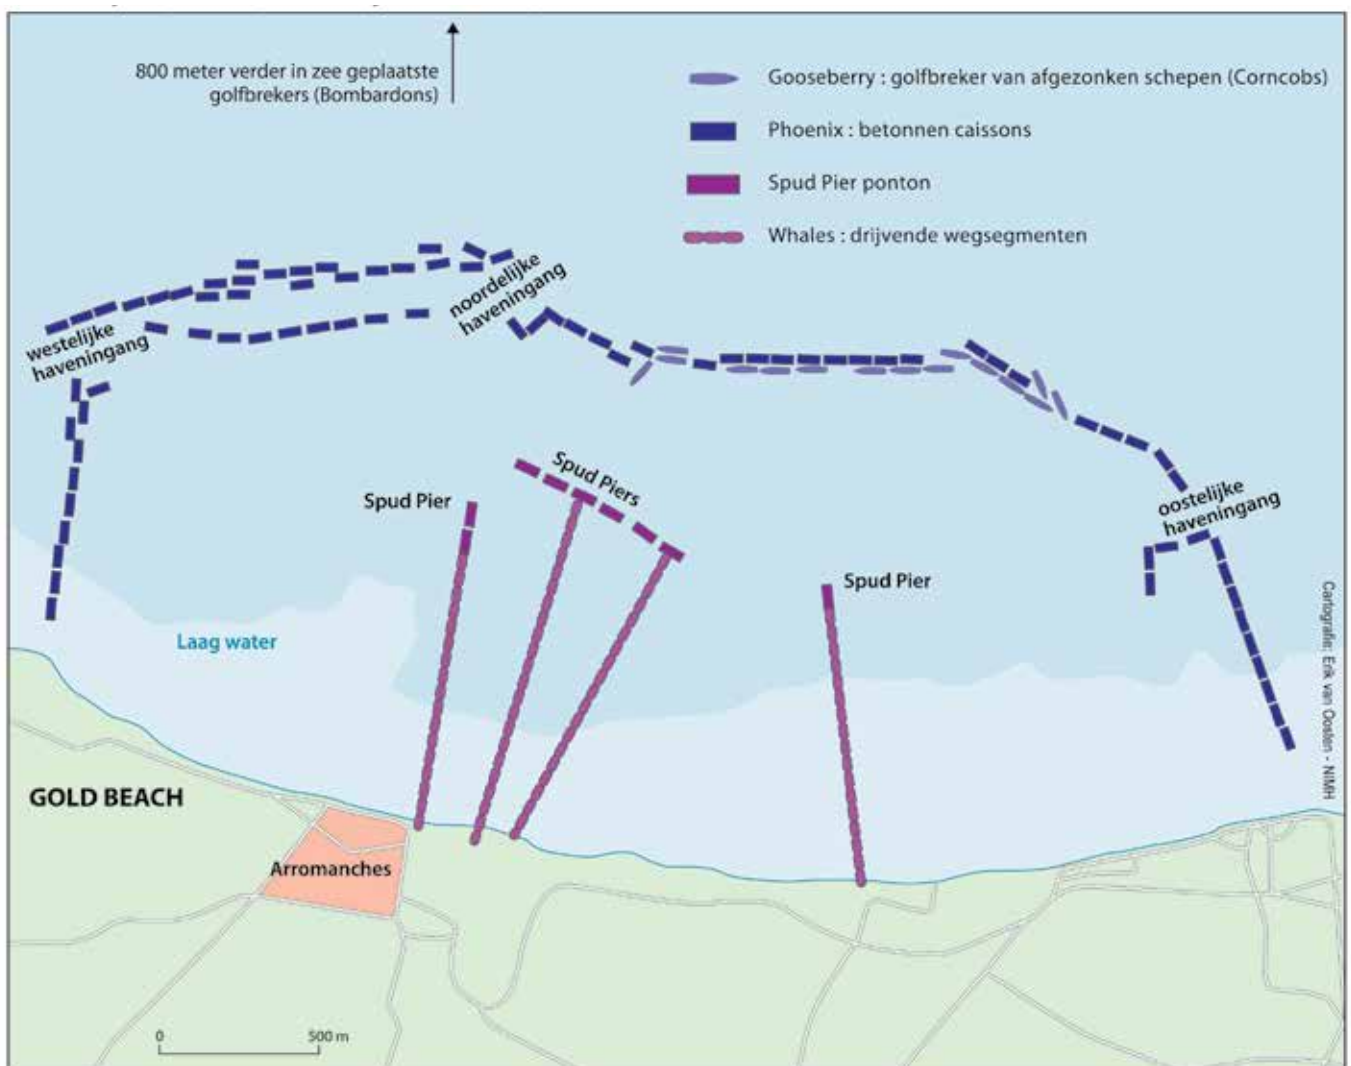 800 meter verder in zee geplaatste
golfbrekers (Bombardons)
Gooseberry : golfbreker van afgezonken schepen (Corncobs)
Phoenix : betonnen caissons
Spud Pier ponton
Whales : drijvende wegsegmenten
noordelijke
haveningang
westelijke
haveningang
Spud Piers
Spud Pier
oostelijke
haveningang
Spud Pier
Laag water
Cartografie: Erik van Oosten - NIMH
GOLD BEACH
Arromanches
0 500 m